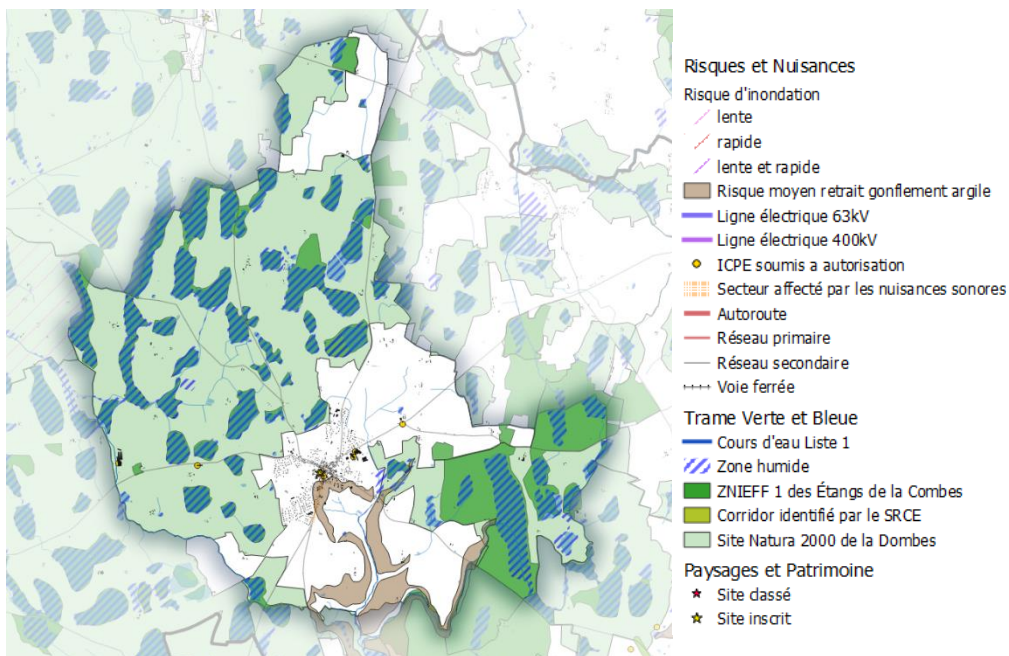 Risques et Nuisances
Risque d'inondation
lente
rapide
lente et rapide
Risque moyen retrait gonflement argile
Ligne électrique 63kV
Ligne électrique 400kV
ICPE soumis a autorisation
Secteur affecté par les nuisances sonores
Autoroute
Réseau primaire
Réseau secondaire
Voie ferrée
Trame Verte et Bleue
Cours d'eau Liste 1
Zone humide
ZNIEFF 1 des Étangs de la Combes
Corridor identifié par le SRCE
Site Natura 2000 de la Dombes
Paysages et Patrimoine
Site classé
Site inscrit